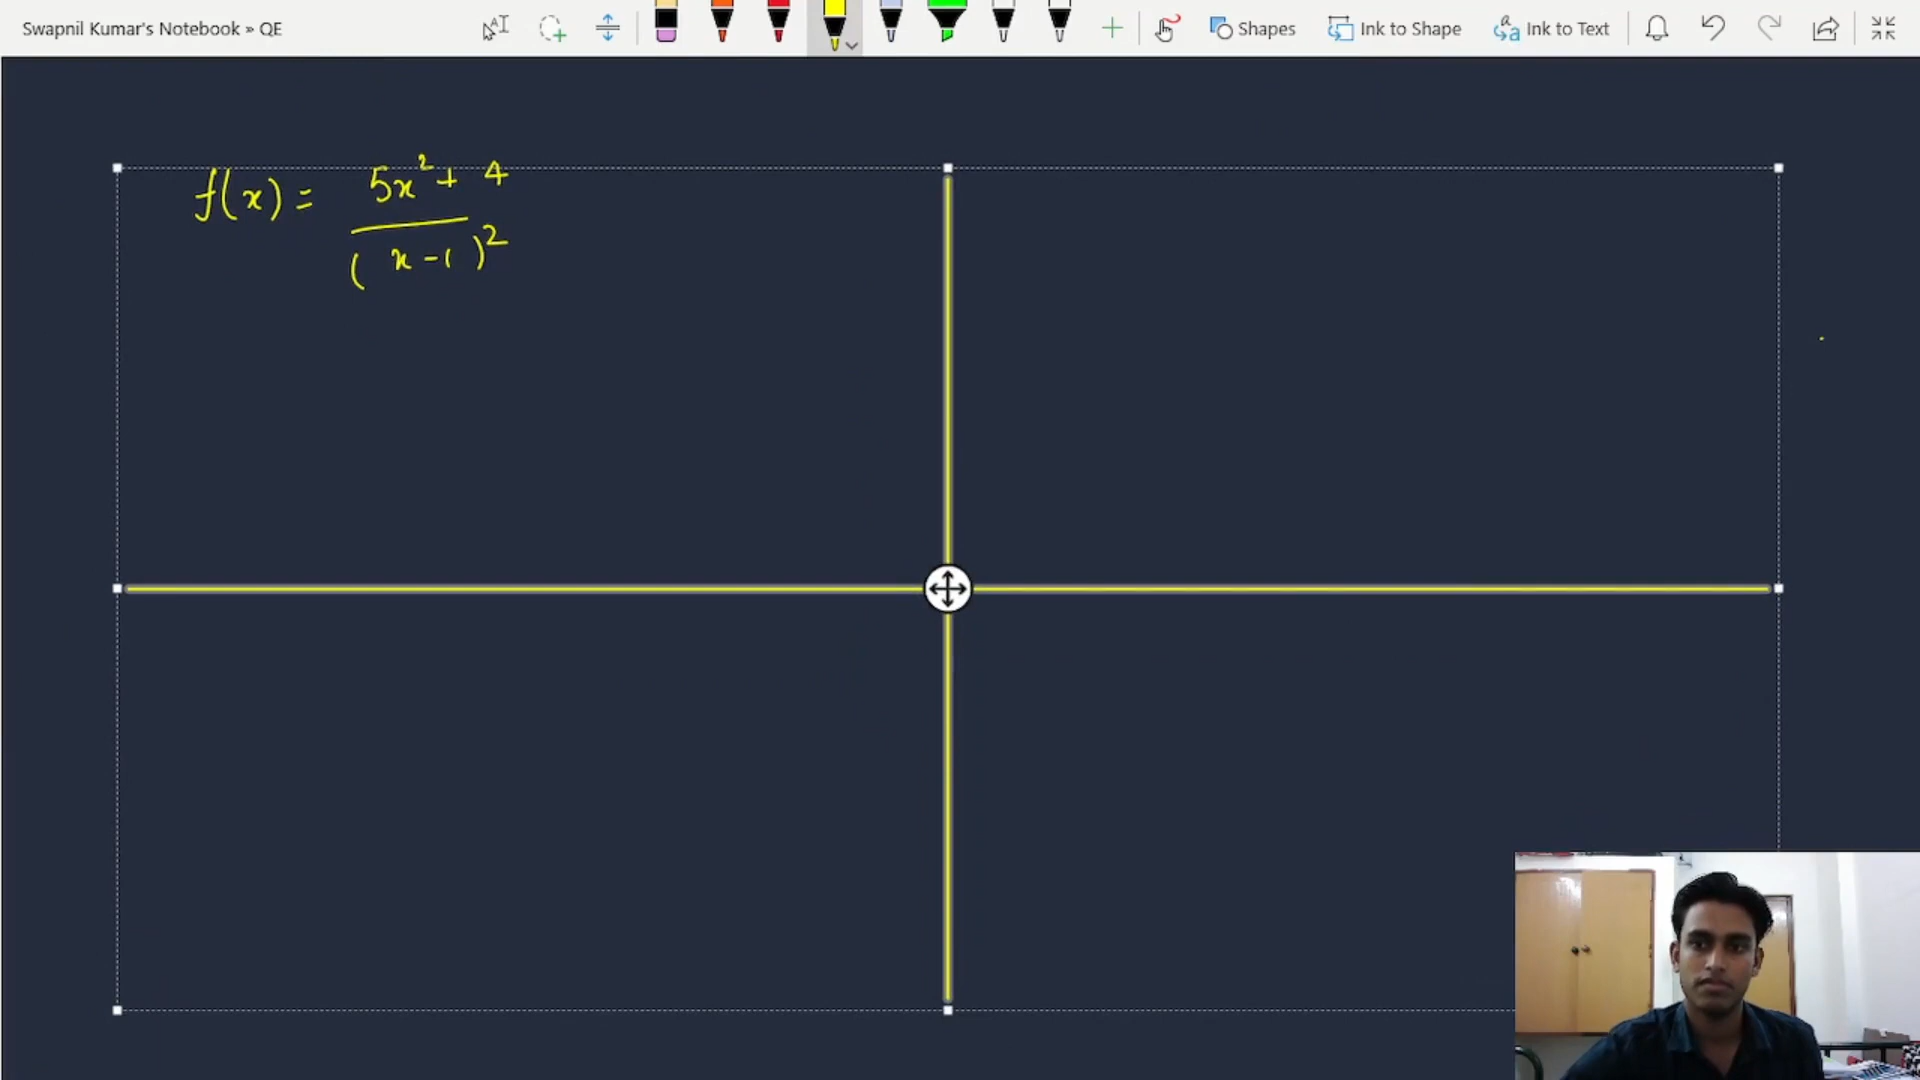 Swapnil Kumar's Notebook » QE
Shapes
Ink to Shape
Ink to Text
f(x) = 5x² + 4
(x-1)²